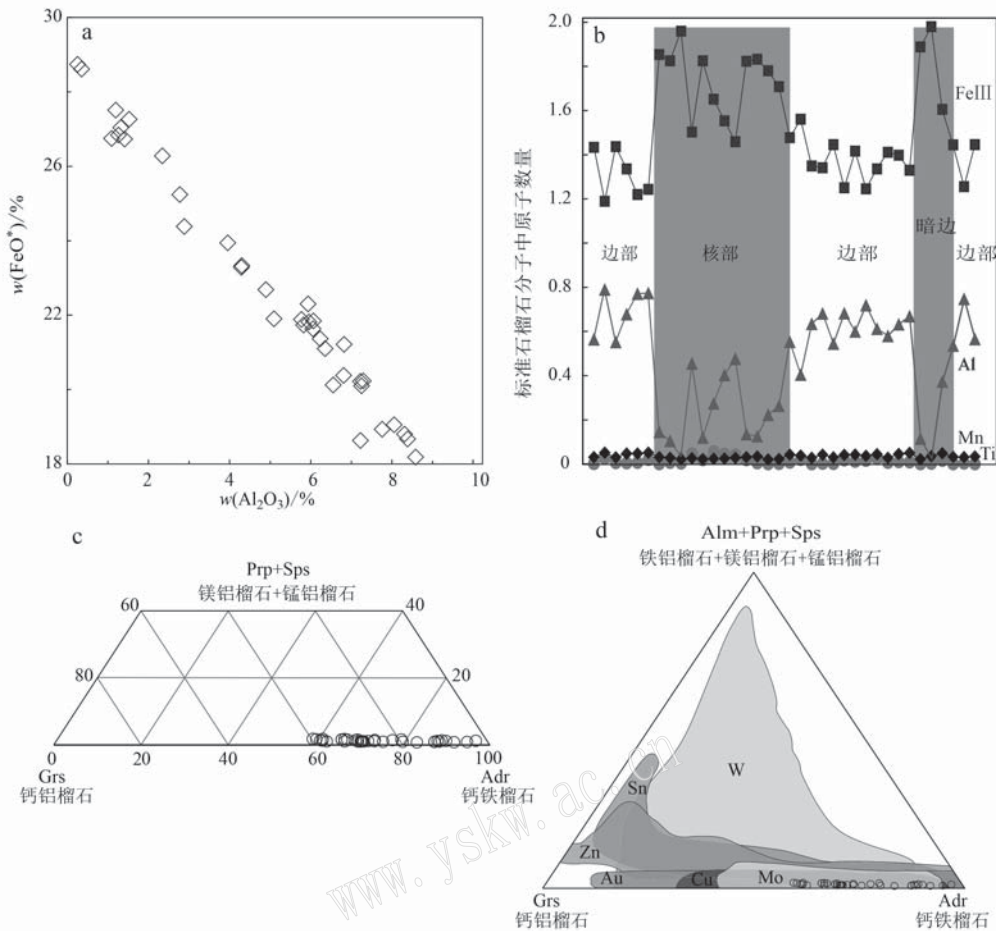 a
30
26
22
18
w(FeO*)/%
0
2
4
6
8
10
w(Al₂O₃)/%
b
2.0
1.6
1.2
0.8
0.4
0
标准石榴石分子中原子数量
FeIII
边部
核部
边部
暗边
边部
Al
Mn
Ti
c
Prp+Sps
镁铝榴石+锰铝榴石
60
40
80
20
0
20
40
60
80
100
Grs
钙铝榴石
Adr
钙铁榴石
d
Alm+Prp+Sps
铁铝榴石+镁铝榴石+锰铝榴石
W
Sn
Zn
Au
Cu
Mo
Grs
钙铝榴石
Adr
钙铁榴石
www.yskw.ac.cn